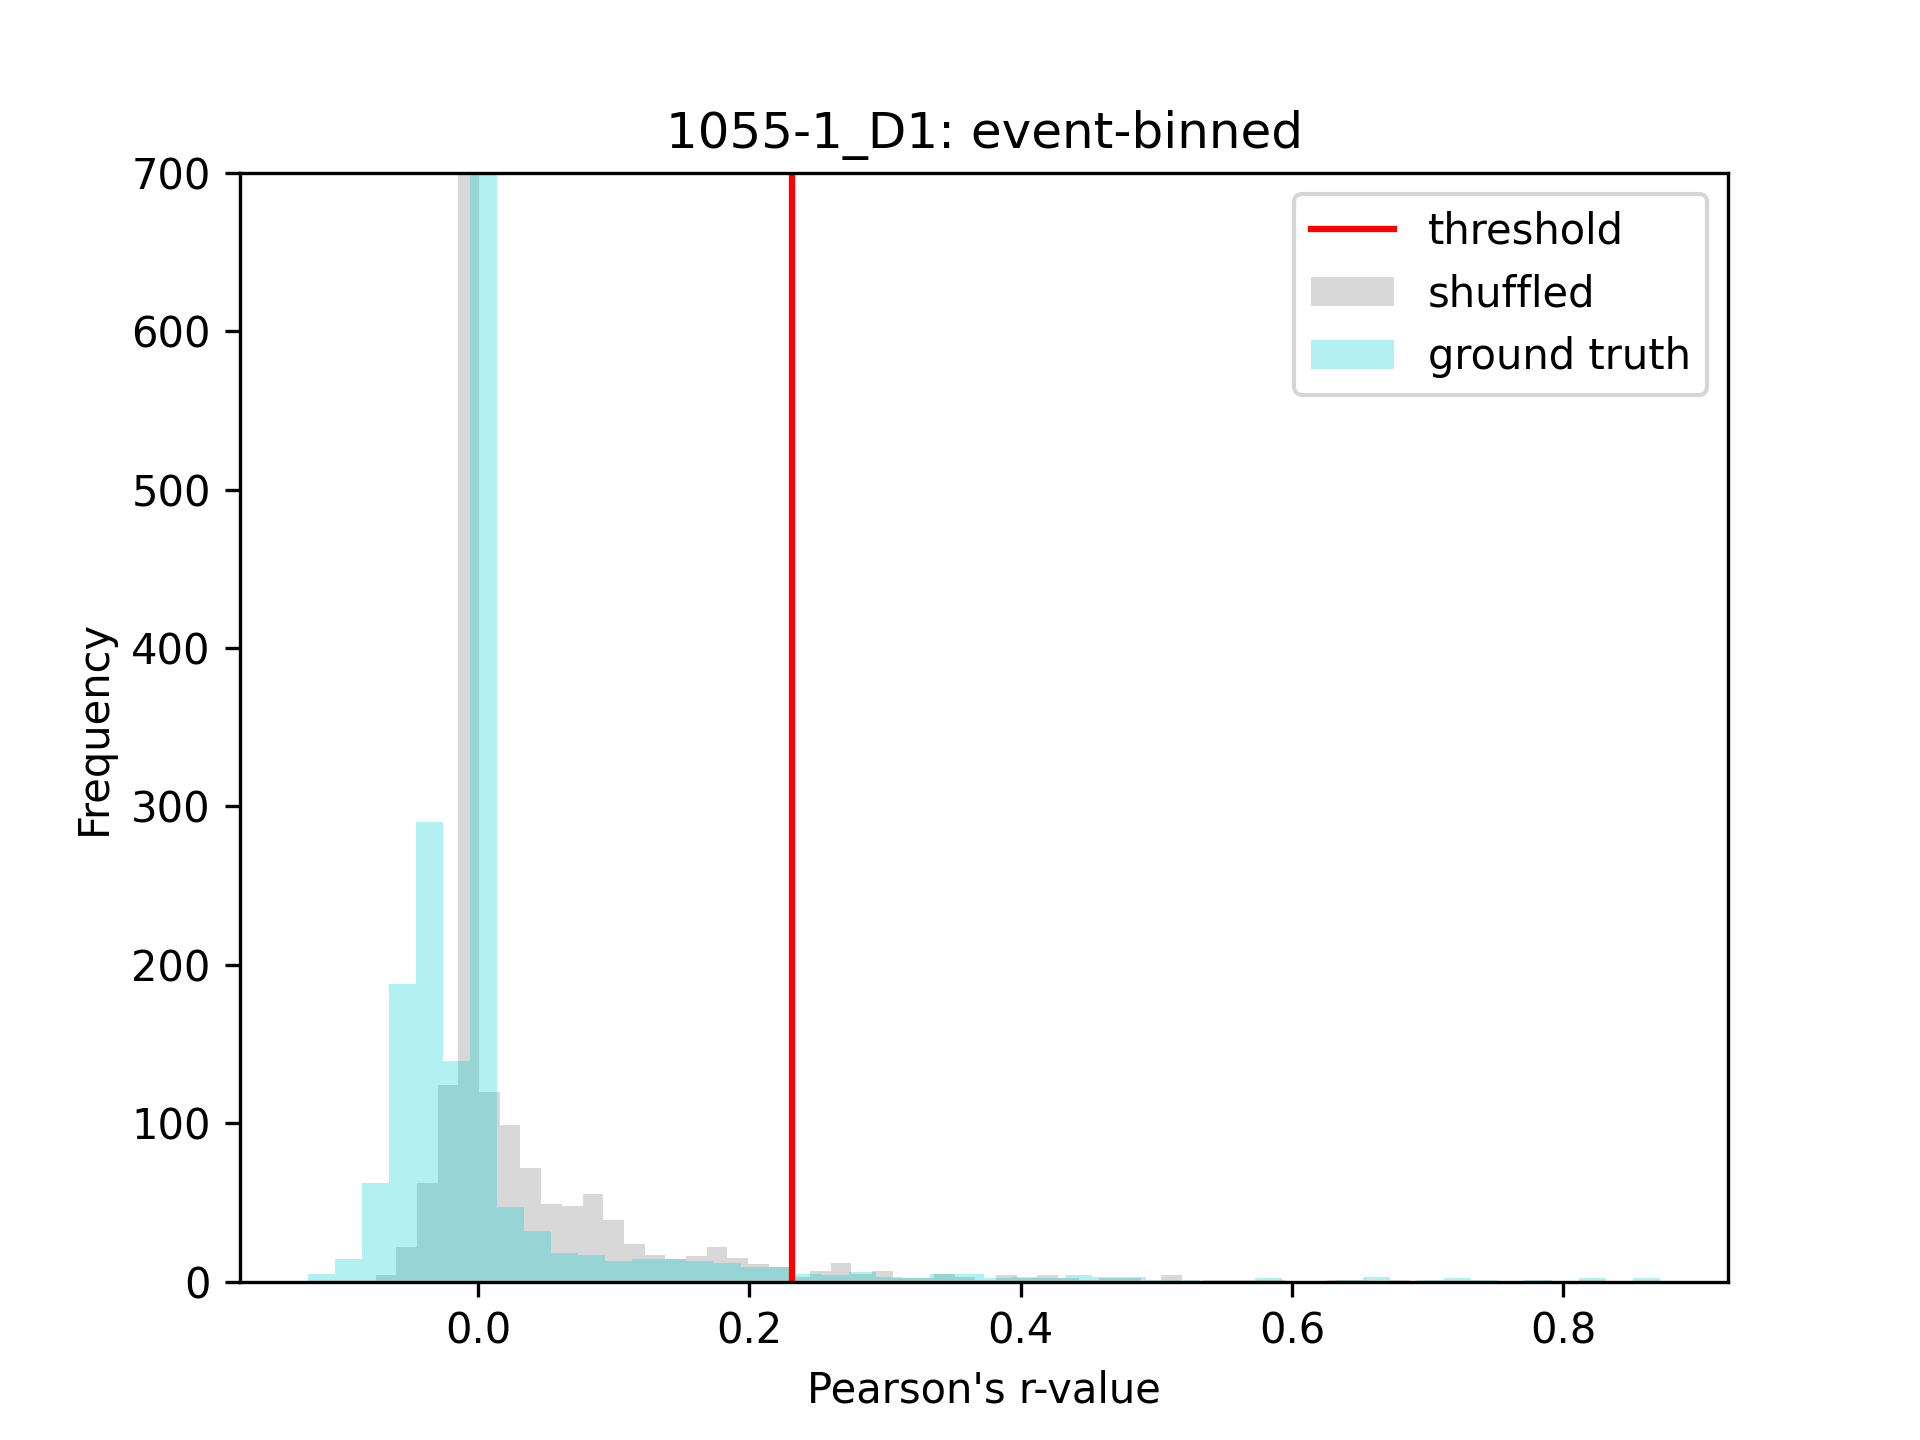 1055-1_D1: event-binned
700
600
500
400
300
200
100
0
Frequency
threshold
shuffled
ground truth
0.0 0.2 0.4 0.6 0.8
Pearson's r-value